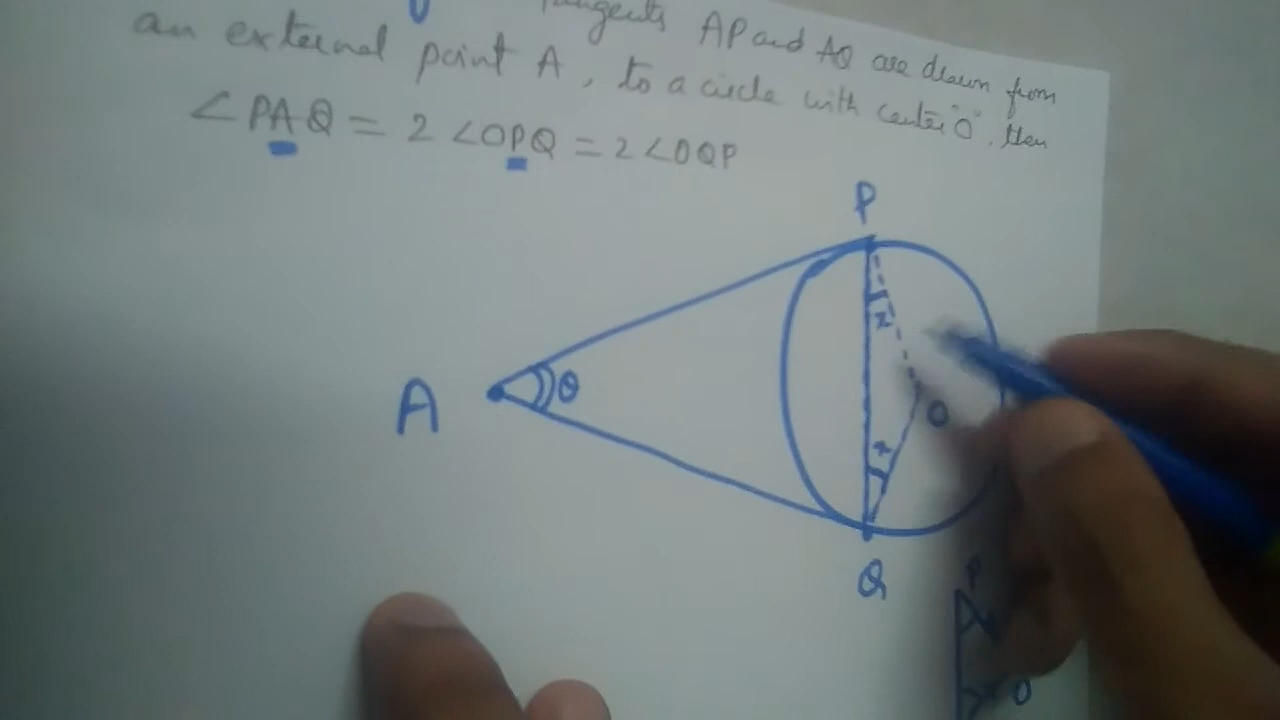 Tangents AP and AQ are drawn from
an external point A, to a circle with center "O", then
∠PAQ = 2∠OPQ = 2∠OQP
P
x
A
θ
O
x
Q
P
O